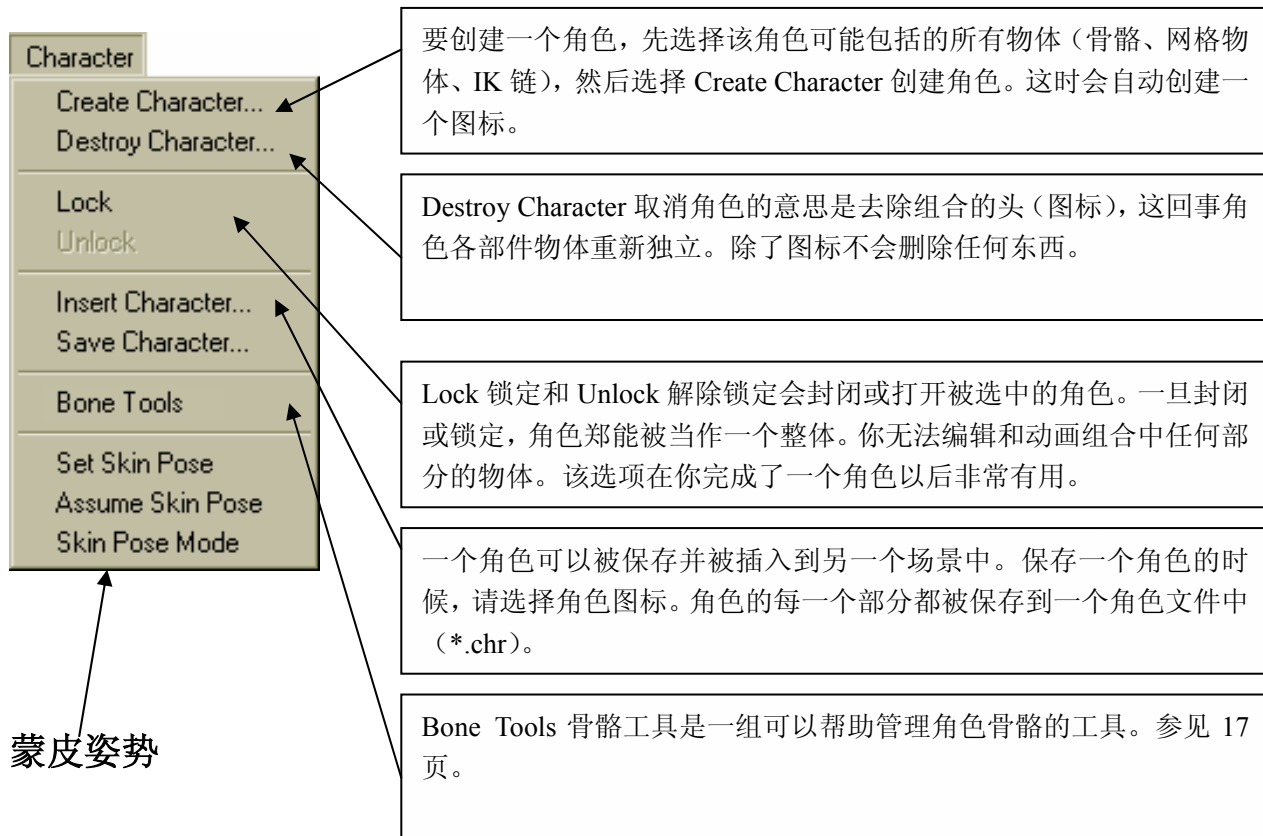 Character
Create Character...
Destroy Character...
Lock
Unlock
Insert Character...
Save Character...
Bone Tools
Set Skin Pose
Assume Skin Pose
Skin Pose Mode
蒙皮姿势
要创建一个角色，先选择该角色可能包括的所有物体（骨骼、网格物
体、IK 链），然后选择 Create Character 创建角色。这时会自动创建一
个图标。
Destroy Character 取消角色的意思是去除组合的头（图标），这回事角
色各部件物体重新独立。除了图标不会删除任何东西。
Lock 锁定和 Unlock 解除锁定会封闭或打开被选中的角色。一旦封闭
或锁定，角色郑能被当作一个整体。你无法编辑和动画组合中任何部
分的物体。该选项在你完成了一个角色以后非常有用。
一个角色可以被保存并被插入到另一个场景中。保存一个角色的时
候，请选择角色图标。角色的每一个部分都被保存到一个角色文件中
（*.chr）。
Bone Tools 骨骼工具是一组可以帮助管理角色骨骼的工具。参见 17
页。